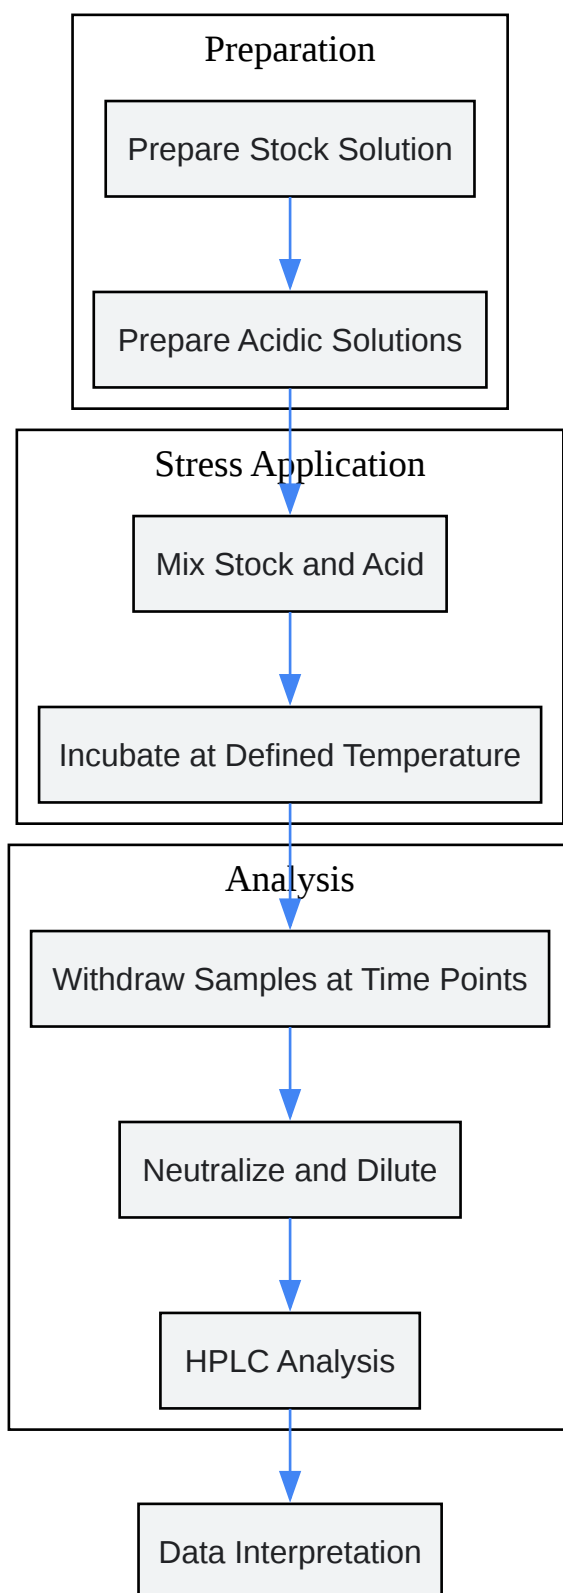 Preparation
Prepare Stock Solution
Prepare Acidic Solutions
Stress Application
Mix Stock and Acid
Incubate at Defined Temperature
Analysis
Withdraw Samples at Time Points
Neutralize and Dilute
HPLC Analysis
Data Interpretation